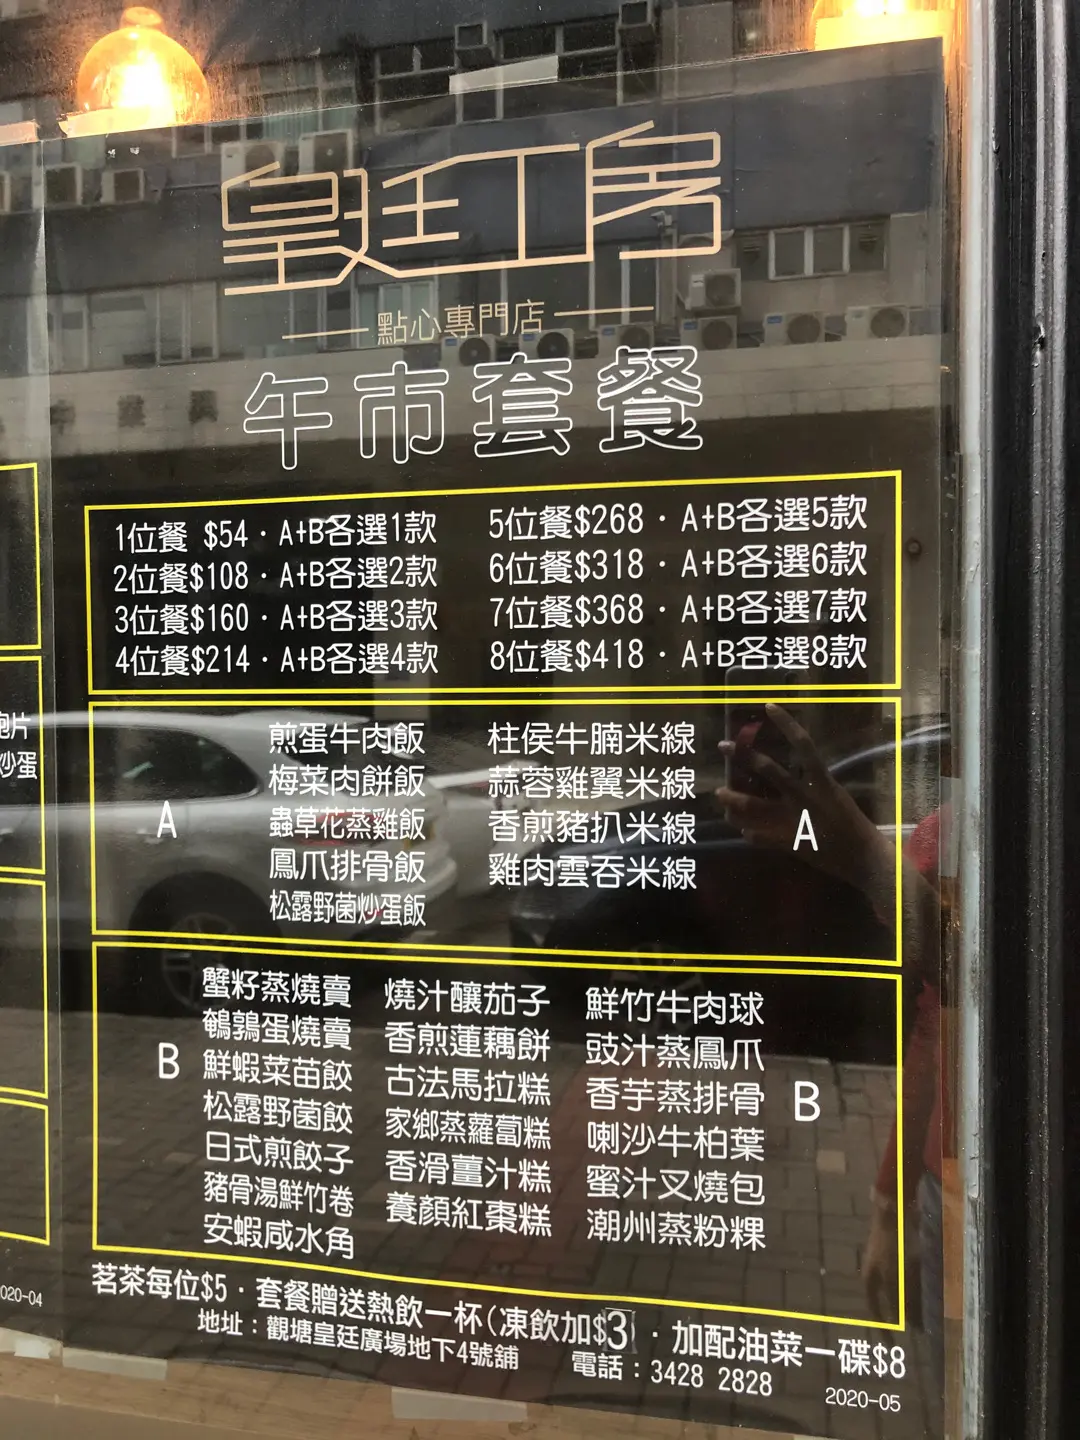 皇廷工房
點心專門店
午市套餐
1位餐 $54 · A+B各選1款
2位餐$108 · A+B各選2款
3位餐$160 · A+B各選3款
4位餐$214 · A+B各選4款
5位餐$268 · A+B各選5款
6位餐$318 · A+B各選6款
7位餐$368 · A+B各選7款
8位餐$418 · A+B各選8款
A
煎蛋牛肉飯
梅菜肉餅飯
蟲草花蒸雞飯
鳳爪排骨飯
松露野菌炒蛋飯
柱侯牛腩米線
蒜蓉雞翼米線
香煎豬扒米線
雞肉雲吞米線
A
B
蟹籽蒸燒賣
鵪鶉蛋燒賣
鮮蝦菜苗餃
松露野菌餃
日式煎餃子
豬骨湯鮮竹卷
安蝦咸水角
燒汁釀茄子
香煎蓮藕餅
古法馬拉糕
家鄉蒸蘿蔔糕
香滑薑汁糕
養顏紅棗糕
鮮竹牛肉球
豉汁蒸鳳爪
香芋蒸排骨
喇沙牛柏葉
蜜汁叉燒包
潮州蒸粉粿
B
茗茶每位$5 · 套餐贈送熱飲一杯(凍飲加$3) · 加配油菜一碟$8
地址：觀塘皇廷廣場地下4號舖 電話：3428 2828
2020-05
片
炒蛋
020-04